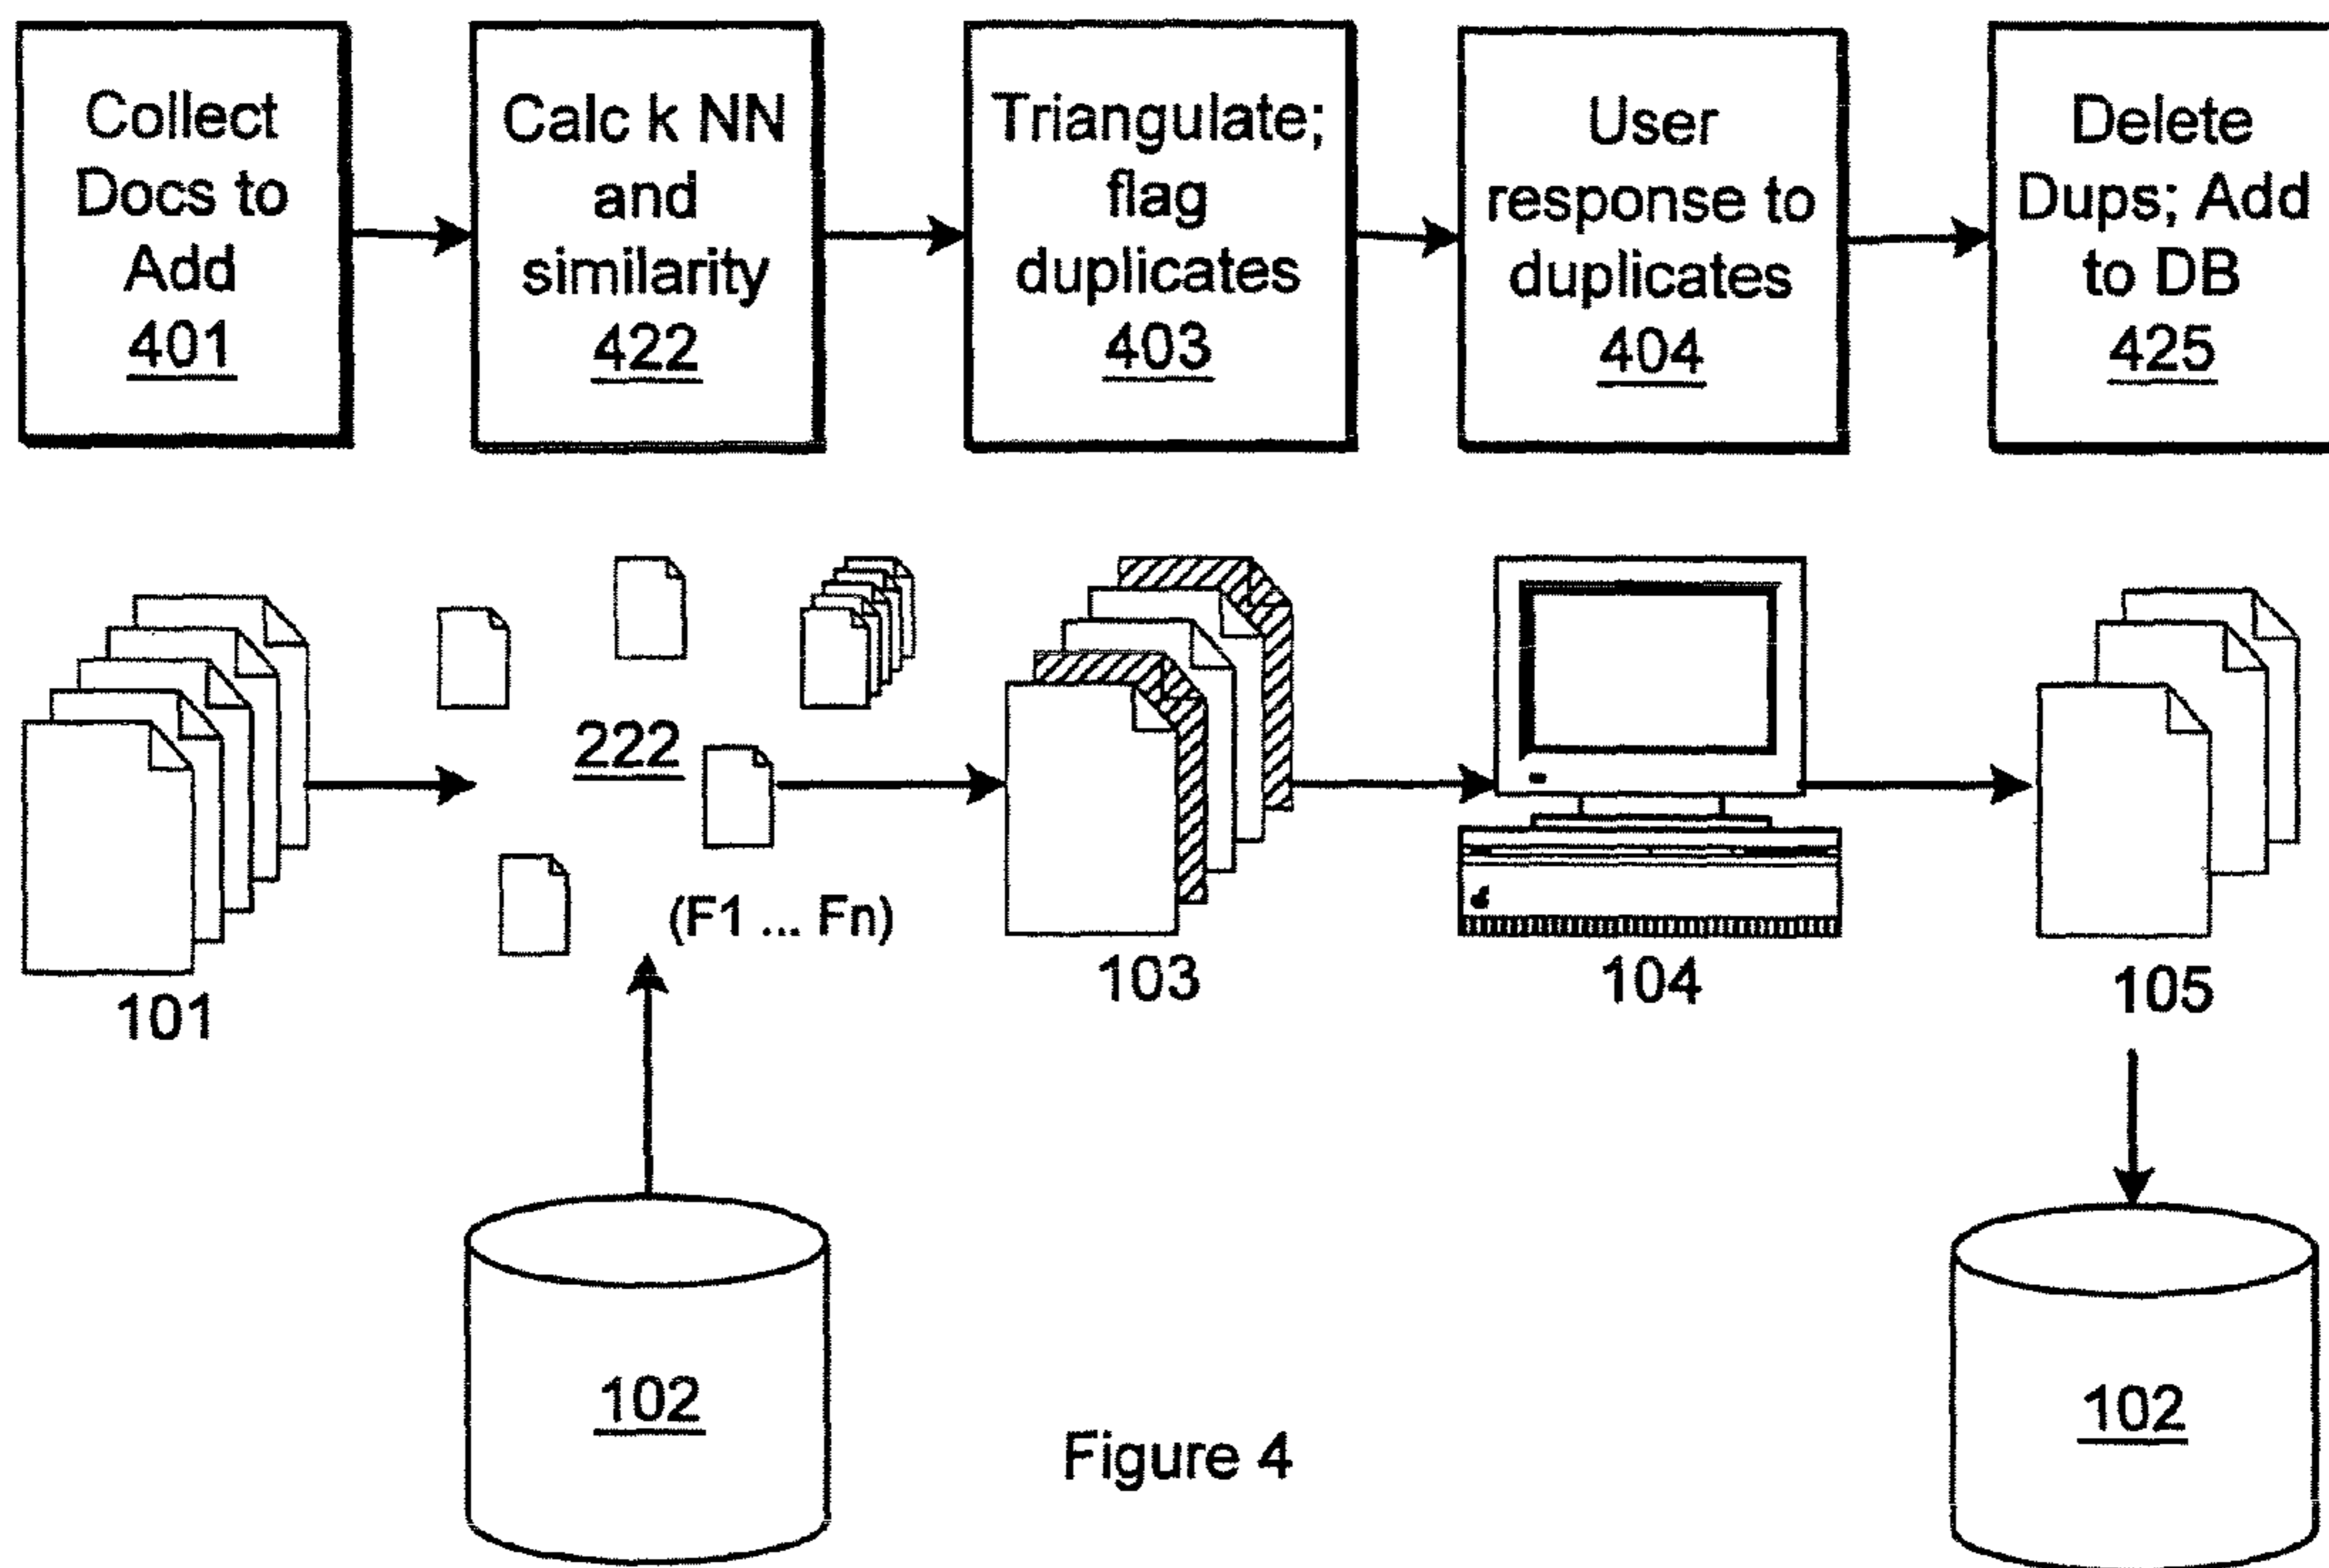 Collect
Docs to
Add
401
Calc k NN
and
similarity
422
Triangulate;
flag
duplicates
403
User
response to
duplicates
404
Delete
Dups; Add
to DB
425
222
(F1 ... Fn)
101
103
104
105
102
102
Figure 4